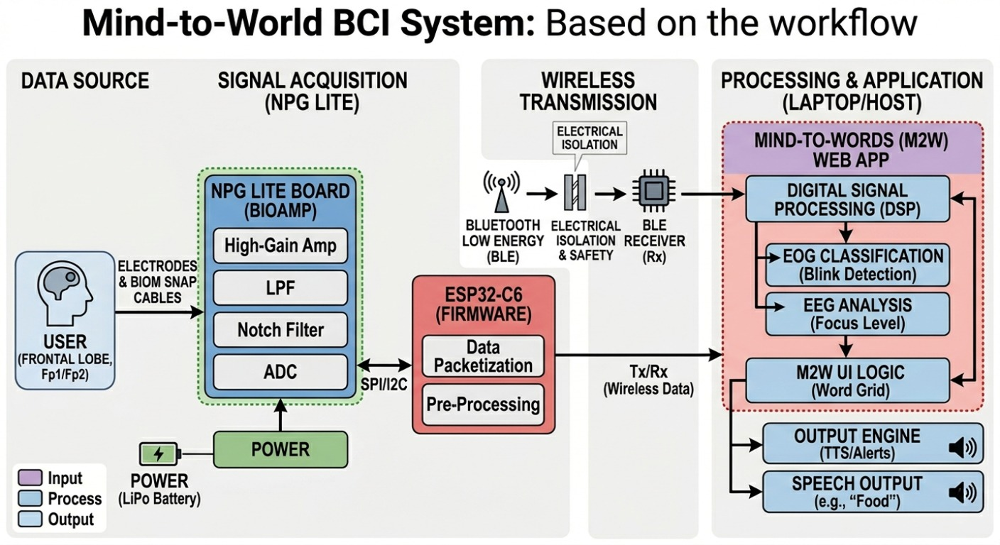 Mind-to-World BCI System: Based on the workflow
DATA SOURCE
SIGNAL ACQUISITION
(NPG LITE)
WIRELESS
TRANSMISSION
PROCESSING & APPLICATION
(LAPTOP/HOST)
USER
(FRONTAL LOBE,
Fp1/Fp2)
ELECTRODES
& BIOM SNAP
CABLES
NPG LITE BOARD
(BIOAMP)
High-Gain Amp
LPF
Notch Filter
ADC
SPI/I2C
POWER
POWER
(LiPo Battery)
ESP32-C6
(FIRMWARE)
Data
Packetization
Pre-Processing
ELECTRICAL
ISOLATION
BLUETOOTH
LOW ENERGY
(BLE)
ELECTRICAL
ISOLATION
& SAFETY
BLE
RECEIVER
(Rx)
Tx/Rx
(Wireless Data)
MIND-TO-WORDS (M2W)
WEB APP
DIGITAL SIGNAL
PROCESSING (DSP)
EOG CLASSIFICATION
(Blink Detection)
EEG ANALYSIS
(Focus Level)
M2W UI LOGIC
(Word Grid)
OUTPUT ENGINE
(TTS/Alerts)
SPEECH OUTPUT
(e.g., “Food”)
Input
Process
Output